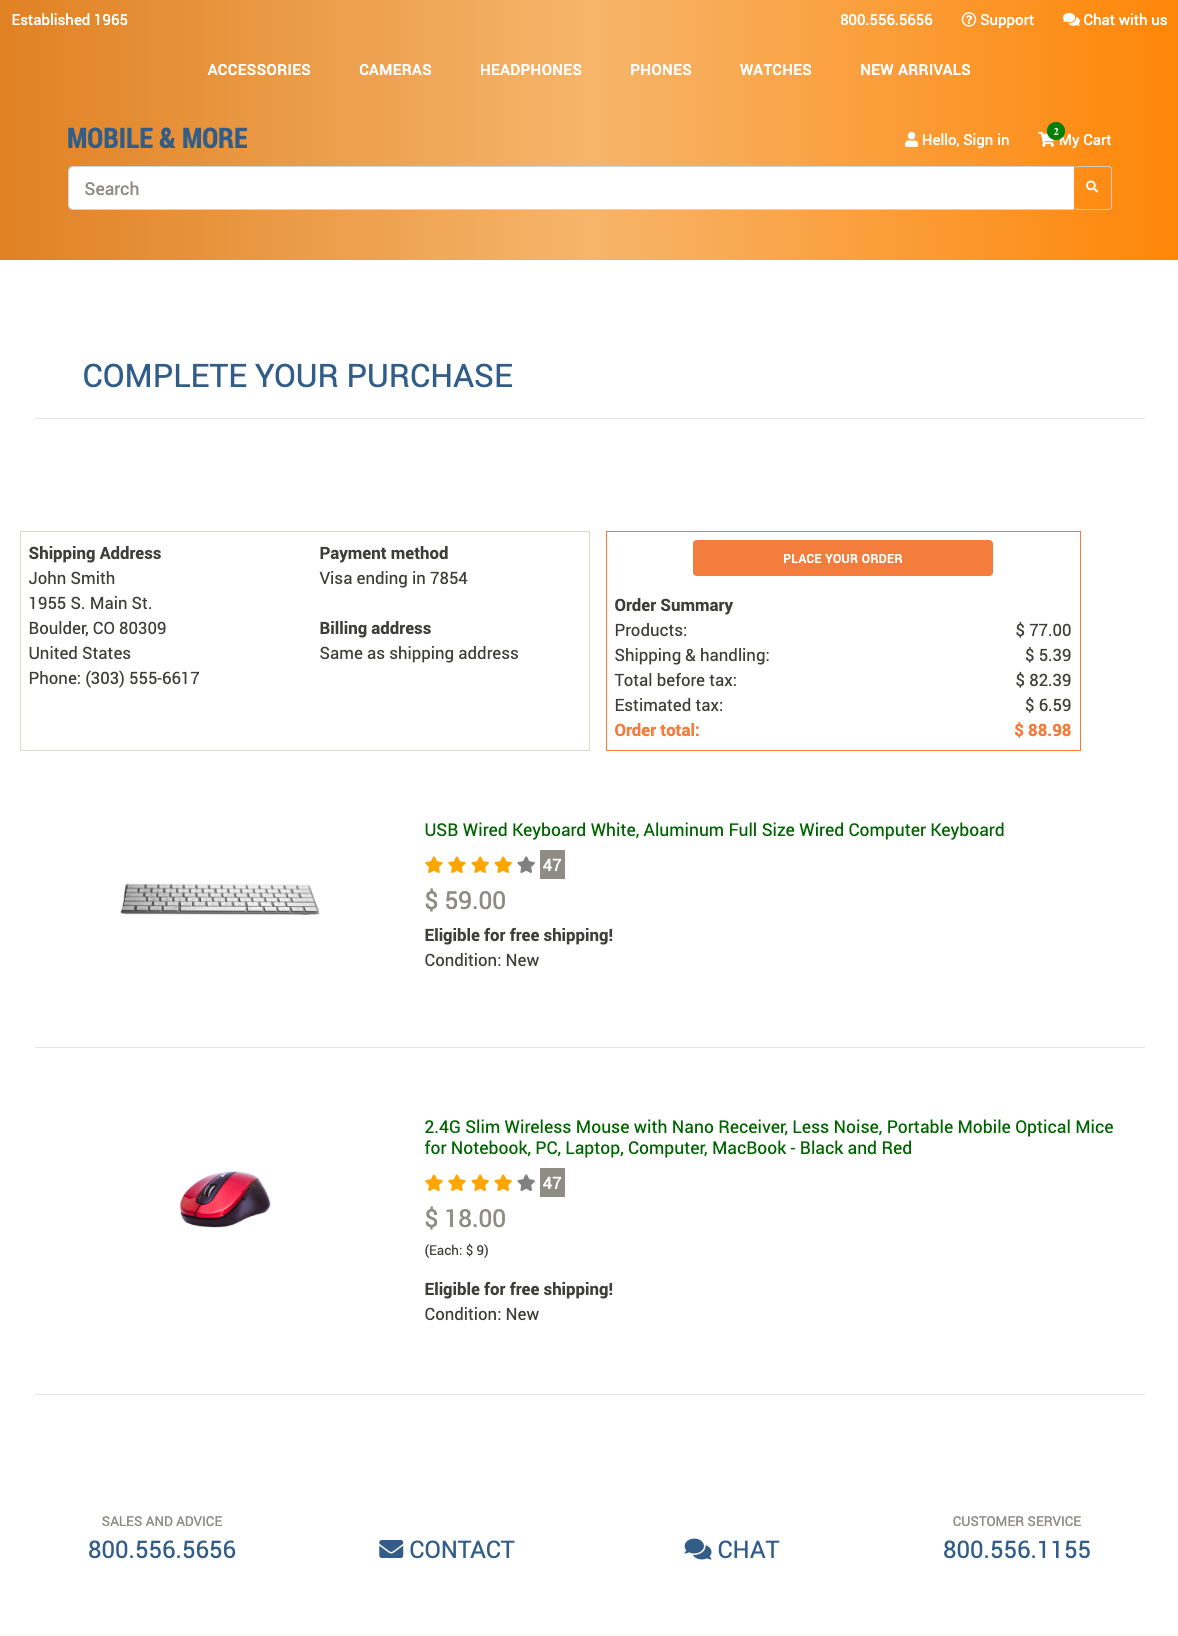 Established 1965
800.556.5656 Support Chat with us
ACCESSORIES CAMERAS HEADPHONES PHONES WATCHES NEW ARRIVALS
MOBILE & MORE
Hello, Sign in 2 My Cart
Search
COMPLETE YOUR PURCHASE
Shipping Address
John Smith
1955 S. Main St.
Boulder, CO 80309
United States
Phone: (303) 555-6617
Payment method
Visa ending in 7854
Billing address
Same as shipping address
PLACE YOUR ORDER
Order Summary
Products: $ 77.00
Shipping & handling: $ 5.39
Total before tax: $ 82.39
Estimated tax: $ 6.59
Order total: $ 88.98
USB Wired Keyboard White, Aluminum Full Size Wired Computer Keyboard
47
$ 59.00
Eligible for free shipping!
Condition: New
2.4G Slim Wireless Mouse with Nano Receiver, Less Noise, Portable Mobile Optical Mice
for Notebook, PC, Laptop, Computer, MacBook - Black and Red
47
$ 18.00
(Each: $ 9)
Eligible for free shipping!
Condition: New
SALES AND ADVICE
800.556.5656
CONTACT
CHAT
CUSTOMER SERVICE
800.556.1155